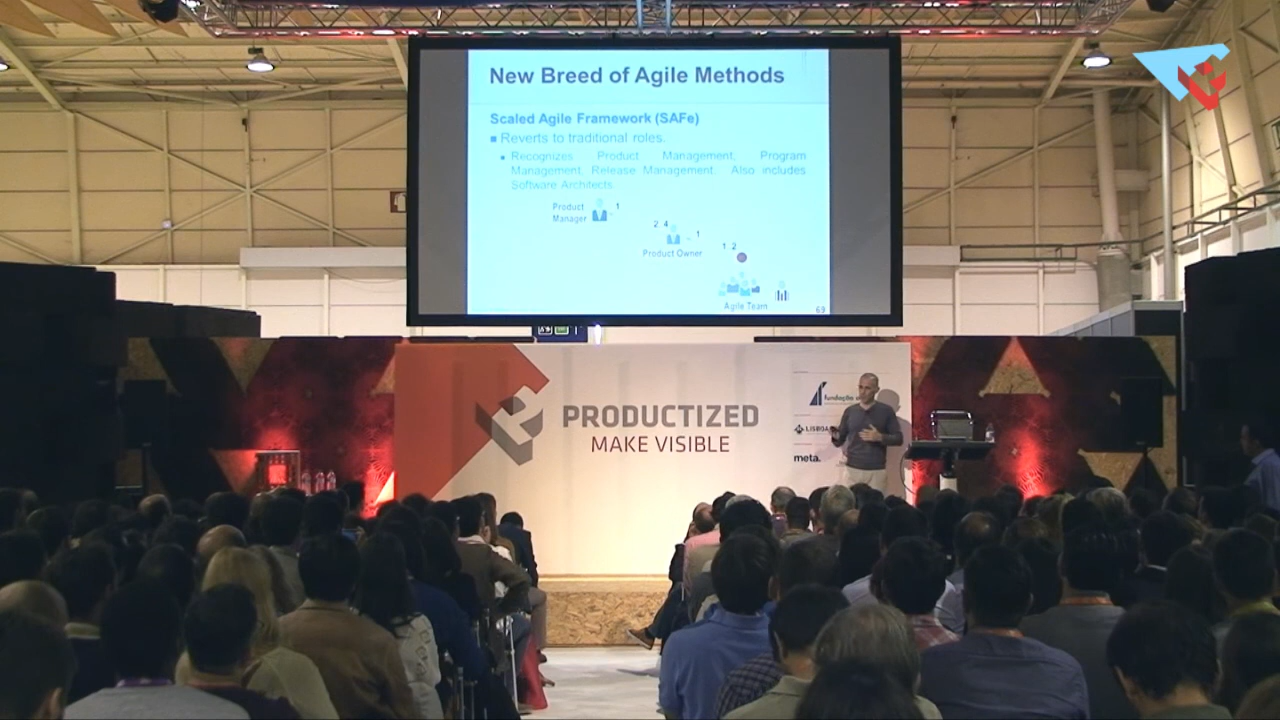 New Breed of Agile Methods
Scaled Agile Framework (SAFe)
Reverts to traditional roles.
Recognizes Product Management, Program
Management, Release Management. Also includes
Software Architects.
Product
Manager
1
2..4
1
Product Owner
1..2
Agile Team
69
PRODUCTIZED
MAKE VISIBLE
fundação
LISBOA
meta.